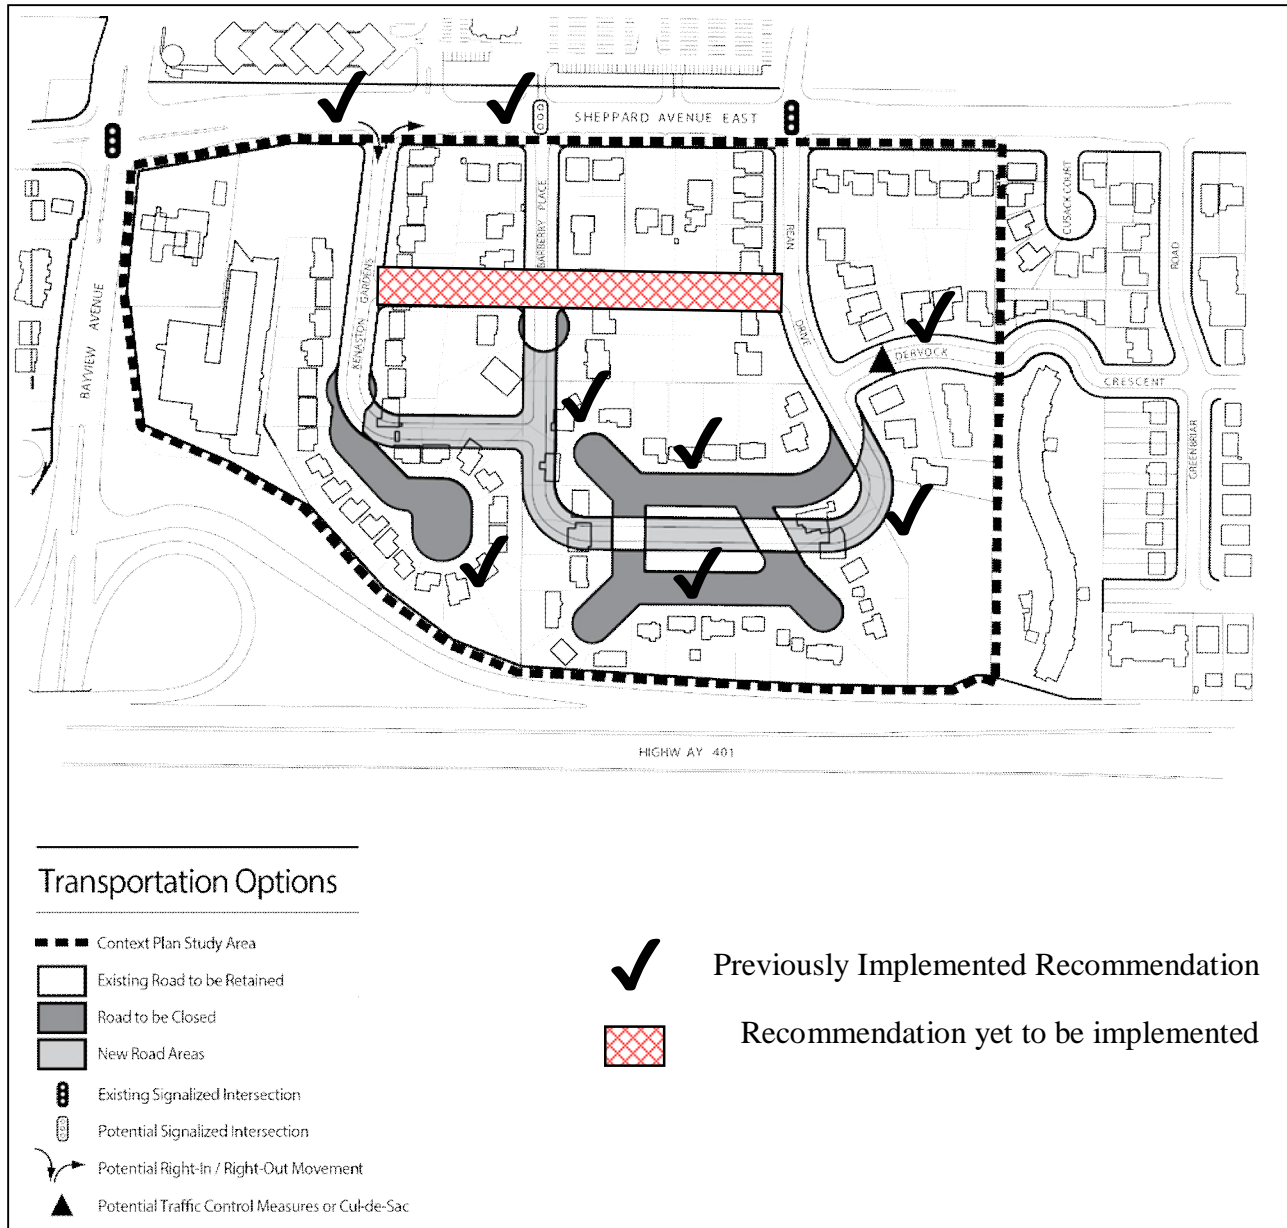 SHEPPARD AVENUE EAST
CUSACK COURT
BARBERRY PLACE
REAN
ROAD
KENASTON GARDENS
BAYVIEW AVENUE
DRIVE
DERVOCK
CRESCENT
GREENBRIAR
HIGHW AY 401
Transportation Options
Context Plan Study Area
Existing Road to be Retained
Road to be Closed
New Road Areas
Existing Signalized Intersection
Potential Signalized Intersection
Potential Right-In / Right-Out Movement
Potential Traffic Control Measures or Cul-de-Sac
Previously Implemented Recommendation
Recommendation yet to be implemented